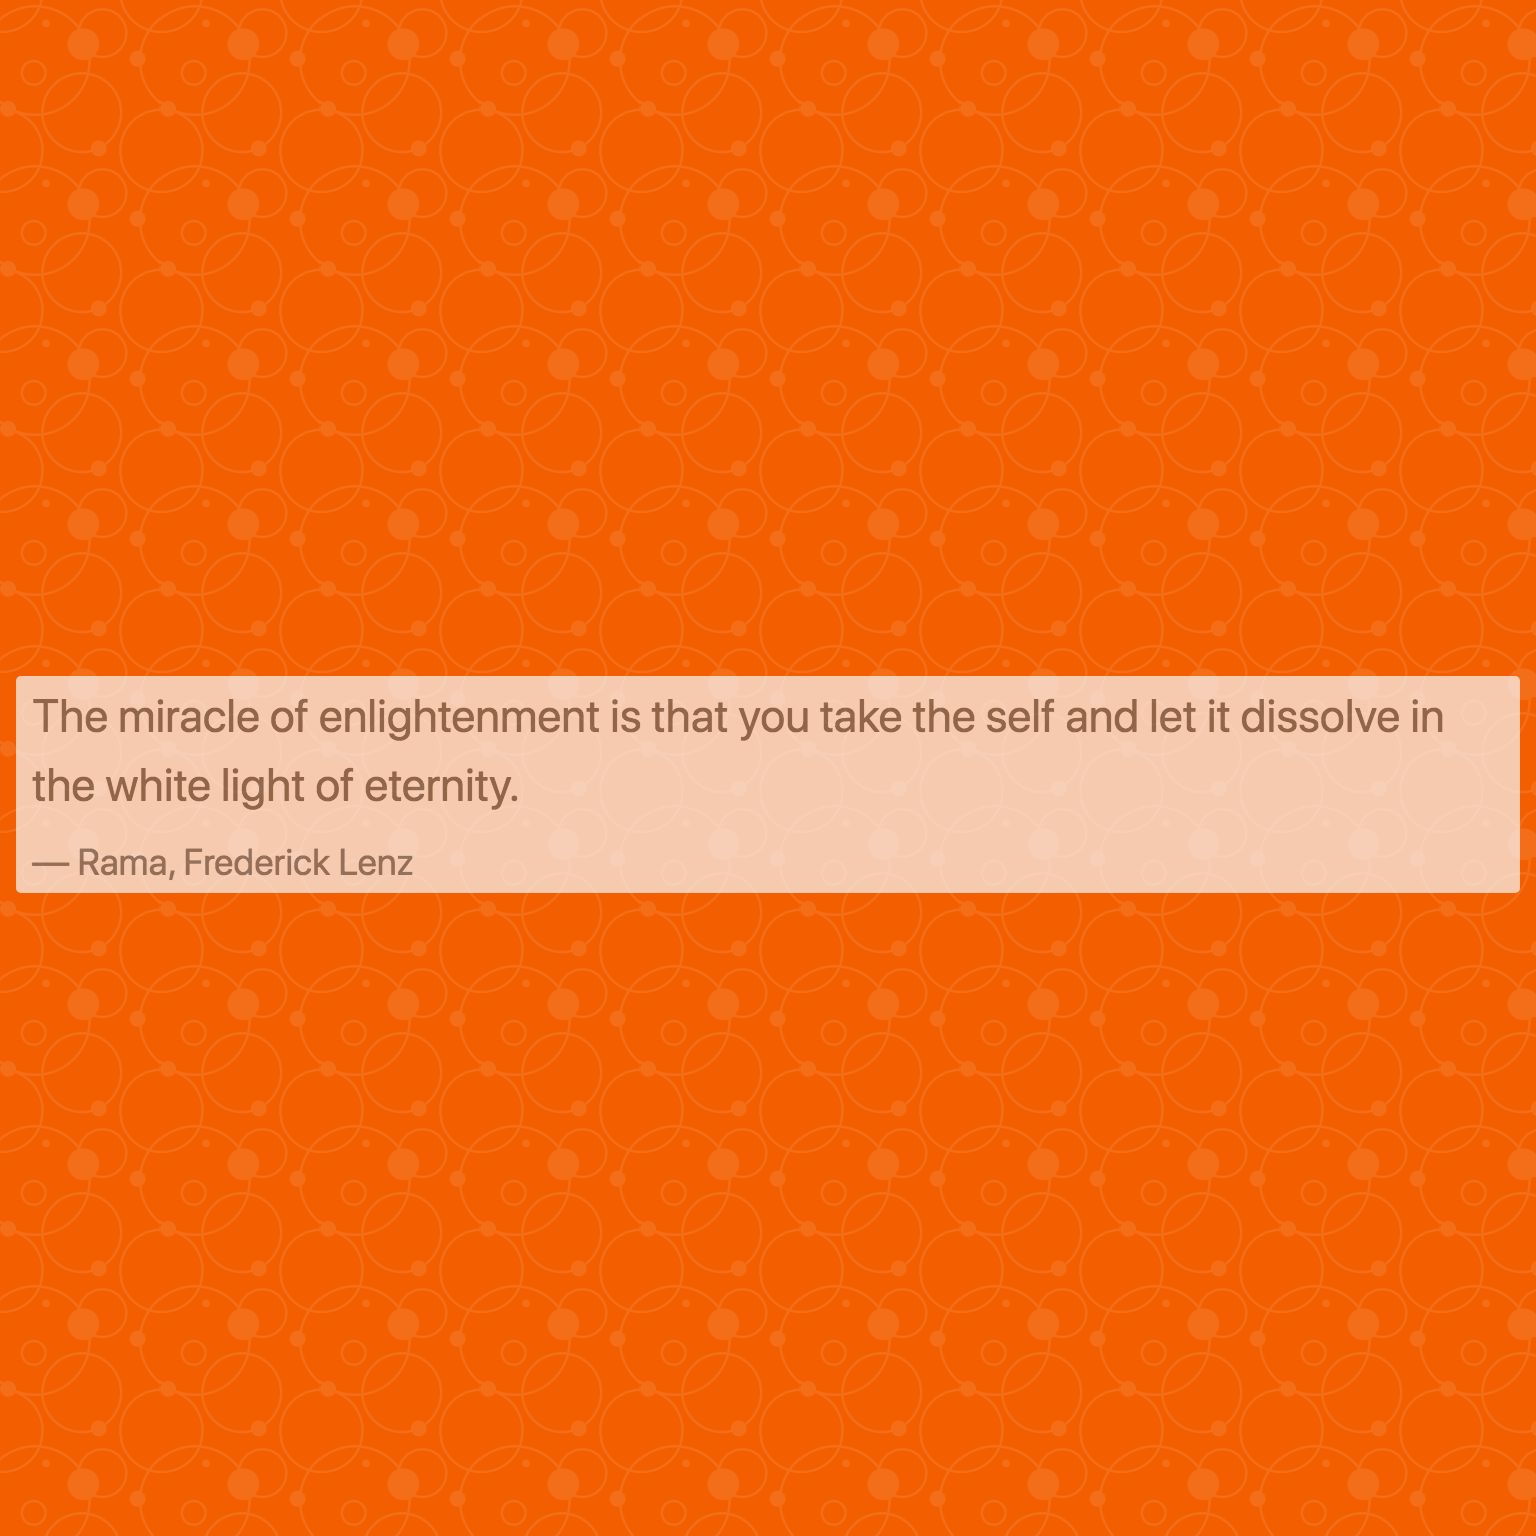 The miracle of enlightenment is that you take the self and let it dissolve in
the white light of eternity.
— Rama, Frederick Lenz